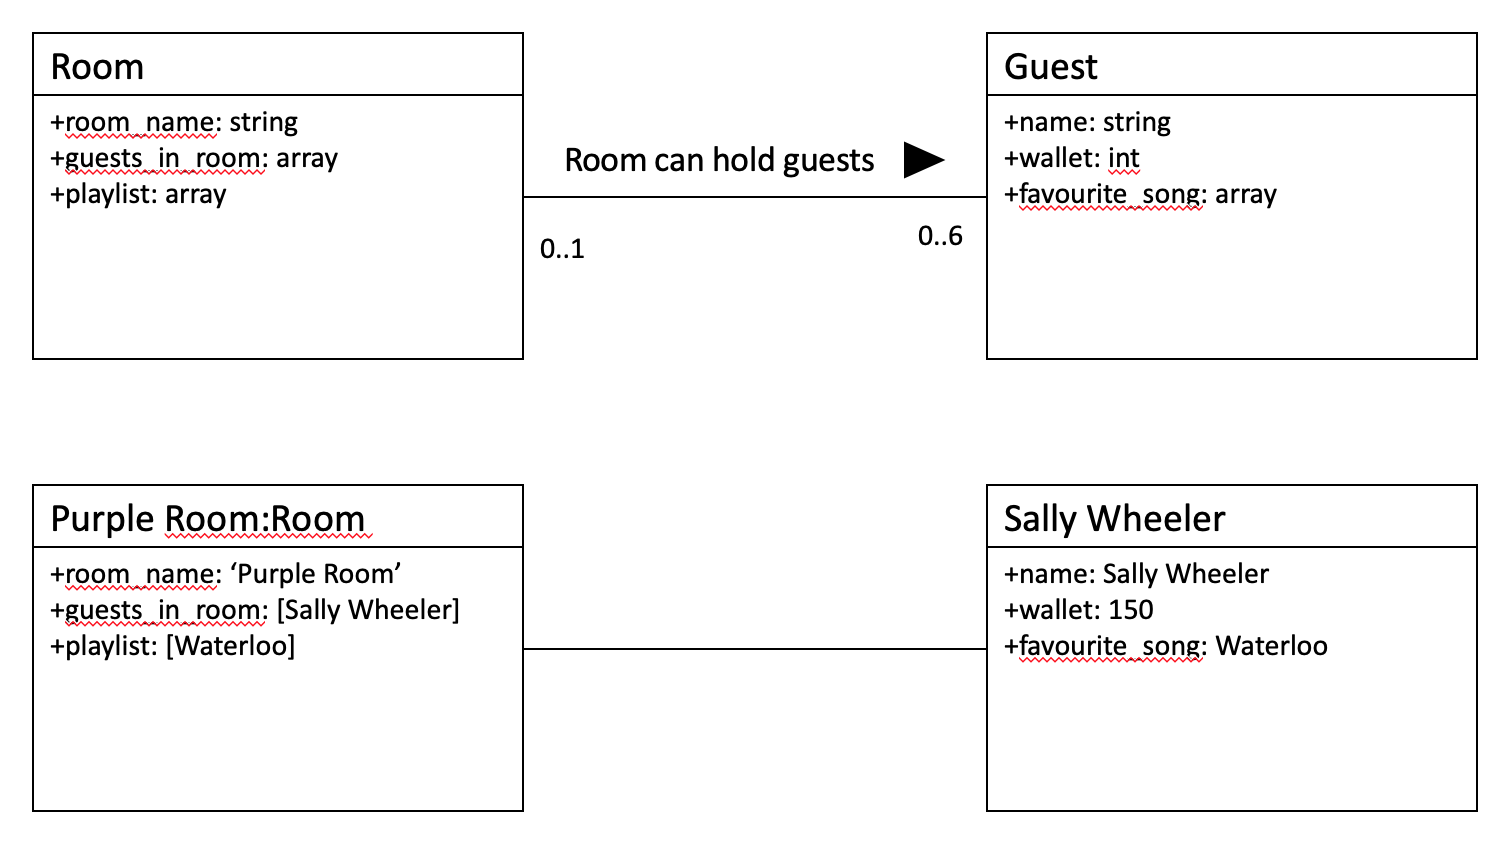 Room
+room_name: string
+guests_in_room: array
+playlist: array
Room can hold guests
0..1
0..6
Guest
+name: string
+wallet: int
+favourite_song: array
Purple Room:Room
+room_name: ‘Purple Room’
+guests_in_room: [Sally Wheeler]
+playlist: [Waterloo]
Sally Wheeler
+name: Sally Wheeler
+wallet: 150
+favourite_song: Waterloo